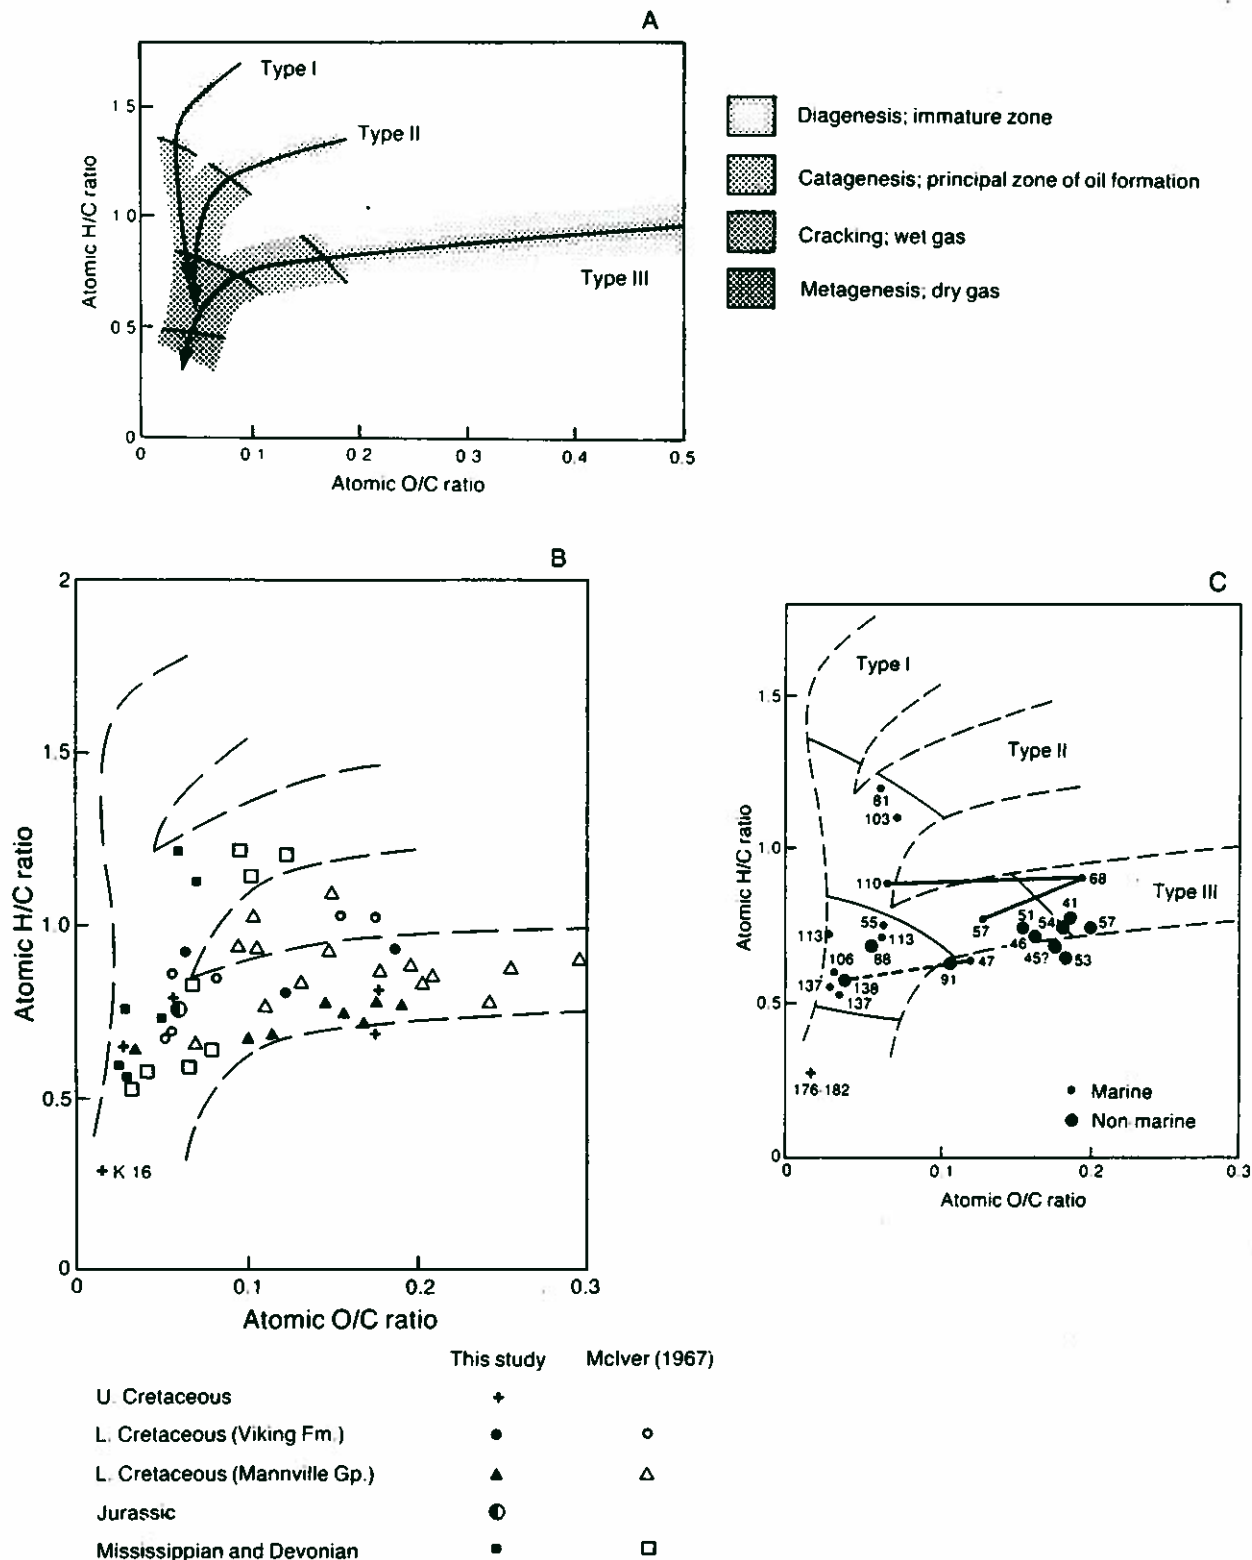 A
Type I
Type II
Type III
1 5
1 0
0 5
0
Atomic H/C ratio
0 0 1 0 2 0 3 0.4 0.5
Atomic O/C ratio
Diagenesis; immature zone
Catagenesis; principal zone of oil formation
Cracking; wet gas
Metagenesis; dry gas
B
2
1.5
1.0
0.5
0
Atomic H/C ratio
K 16
0 0.1 0.2 0.3
Atomic O/C ratio
C
1.5
1.0
0.5
0
Atomic H/C ratio
Type I
Type II
Type III
81
103
110
68
57
55
113
113
88
51
54
41
57
46
45?
53
106
137
138
137
91
47
176-182
Marine
Non-marine
0 0.1 0.2 0.3
Atomic O/C ratio
This study McIver (1967)
U. Cretaceous
L. Cretaceous (Viking Fm.)
L. Cretaceous (Mannville Gp.)
Jurassic
Mississippian and Devonian